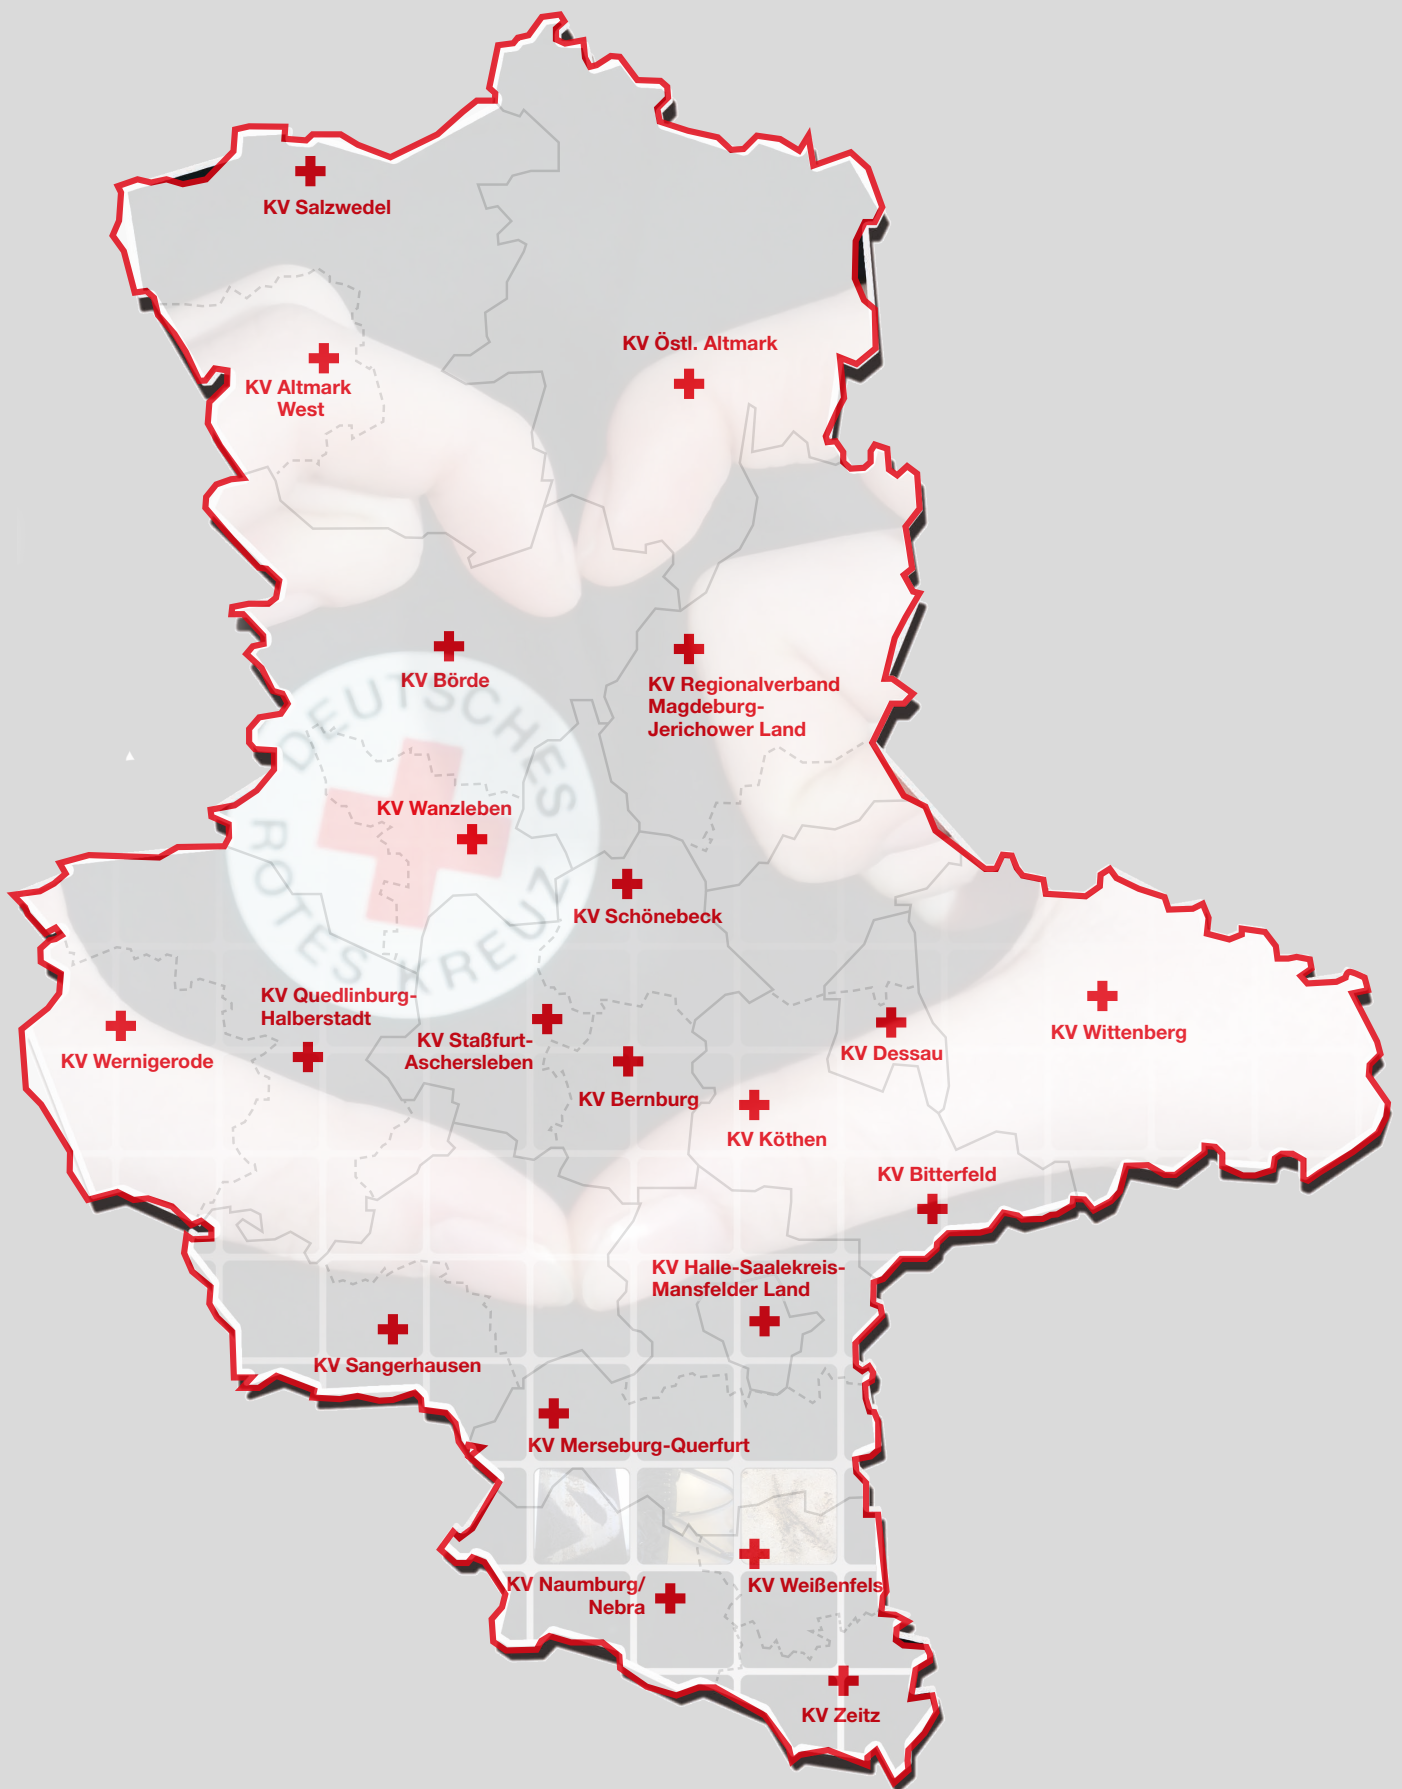 KV Salzwedel
KV Östl. Altmark
KV Altmark
West
KV Börde
KV Regionalverband
Magdeburg-
Jerichower Land
DEUTSCHES
ROTES KREUZ
KV Wanzleben
KV Schönebeck
KV Quedlinburg-
Halberstadt
KV Wernigerode
KV Staßfurt-
Aschersleben
KV Bernburg
KV Dessau
KV Wittenberg
KV Köthen
KV Bitterfeld
KV Halle-Saalekreis-
Mansfelder Land
KV Sangerhausen
KV Merseburg-Querfurt
KV Naumburg/
Nebra
KV Weißenfels
KV Zeitz